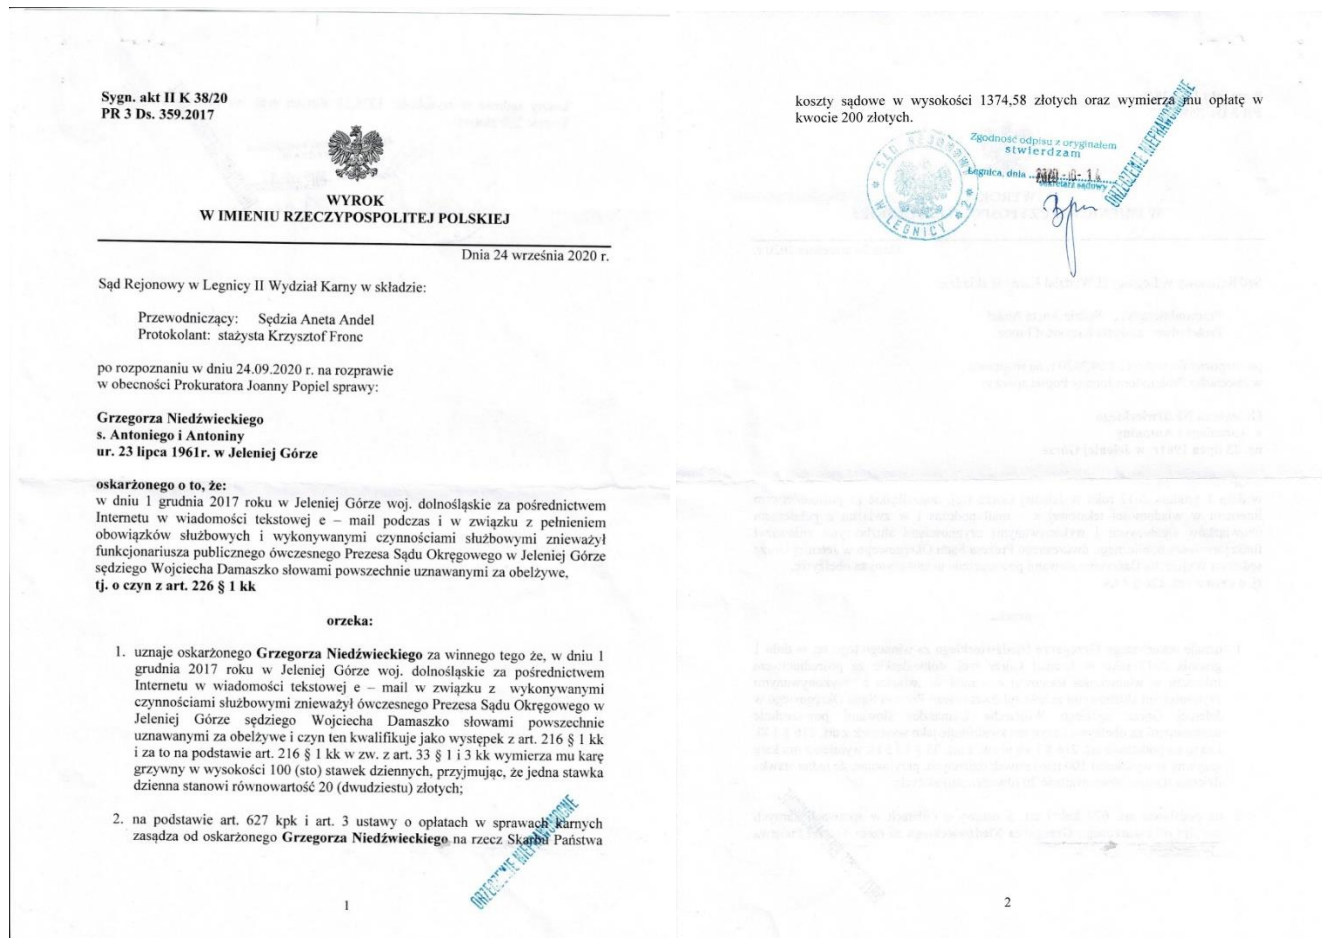 Sygn. akt II K 38/20
PR 3 Ds. 359.2017
WYROK
W IMIENIU RZECZYPOSPOLITEJ POLSKIEJ
Dnia 24 września 2020 r.
Sąd Rejonowy w Legnicy II Wydział Karny w składzie:
Przewodniczący: Sędzia Aneta Andel
Protokolant: stażysta Krzysztof Fronc
po rozpoznaniu w dniu 24.09.2020 r. na rozprawie
w obecności Prokuratora Joanny Popiel sprawy:
Grzegorza Niedźwieckiego
s. Antoniego i Antoniny
ur. 23 lipca 1961r. w Jeleniej Górze
oskarżonego o to, że:
w dniu 1 grudnia 2017 roku w Jeleniej Górze woj. dolnośląskie za pośrednictwem
Internetu w wiadomości tekstowej e – mail podczas i w związku z pełnieniem
obowiązków służbowych i wykonywanymi czynnościami służbowymi znieważył
funkcjonariusza publicznego ówczesnego Prezesa Sądu Okręgowego w Jeleniej Górze
sędziego Wojciecha Damaszko słowami powszechnie uznawanymi za obelżywe,
tj. o czyn z art. 226 § 1 kk
orzeka:
1. uznaje oskarżonego Grzegorza Niedźwieckiego za winnego tego że, w dniu 1
grudnia 2017 roku w Jeleniej Górze woj. dolnośląskie za pośrednictwem
Internetu w wiadomości tekstowej e – mail w związku z wykonywanymi
czynnościami służbowymi znieważył ówczesnego Prezesa Sądu Okręgowego w
Jeleniej Górze sędziego Wojciecha Damaszko słowami powszechnie
uznawanymi za obelżywe i czyn ten kwalifikuje jako występek z art. 216 § 1 kk
i za to na podstawie art. 216 § 1 kk w zw. z art. 33 § 1 i 3 kk wymierza mu karę
grzywny w wysokości 100 (sto) stawek dziennych, przyjmując, że jedna stawka
dzienna stanowi równowartość 20 (dwudziestu) złotych;
2. na podstawie art. 627 kpk i art. 3 ustawy o opłatach w sprawach karnych
zasądza od oskarżonego Grzegorza Niedźwieckiego na rzecz Skarbu Państwa
ORZECZENIE NIEPRAWOMOCNE
1
koszty sądowe w wysokości 1374,58 złotych oraz wymierza mu opłatę w
kwocie 200 złotych.
SĄD REJONOWY W LEGNICY * 2 *
Zgodność odpisu z oryginałem
stwierdzam
Legnica, dnia 2020 -10- 14
sekretarz sądowy
ORZECZENIE NIEPRAWOMOCNE
2